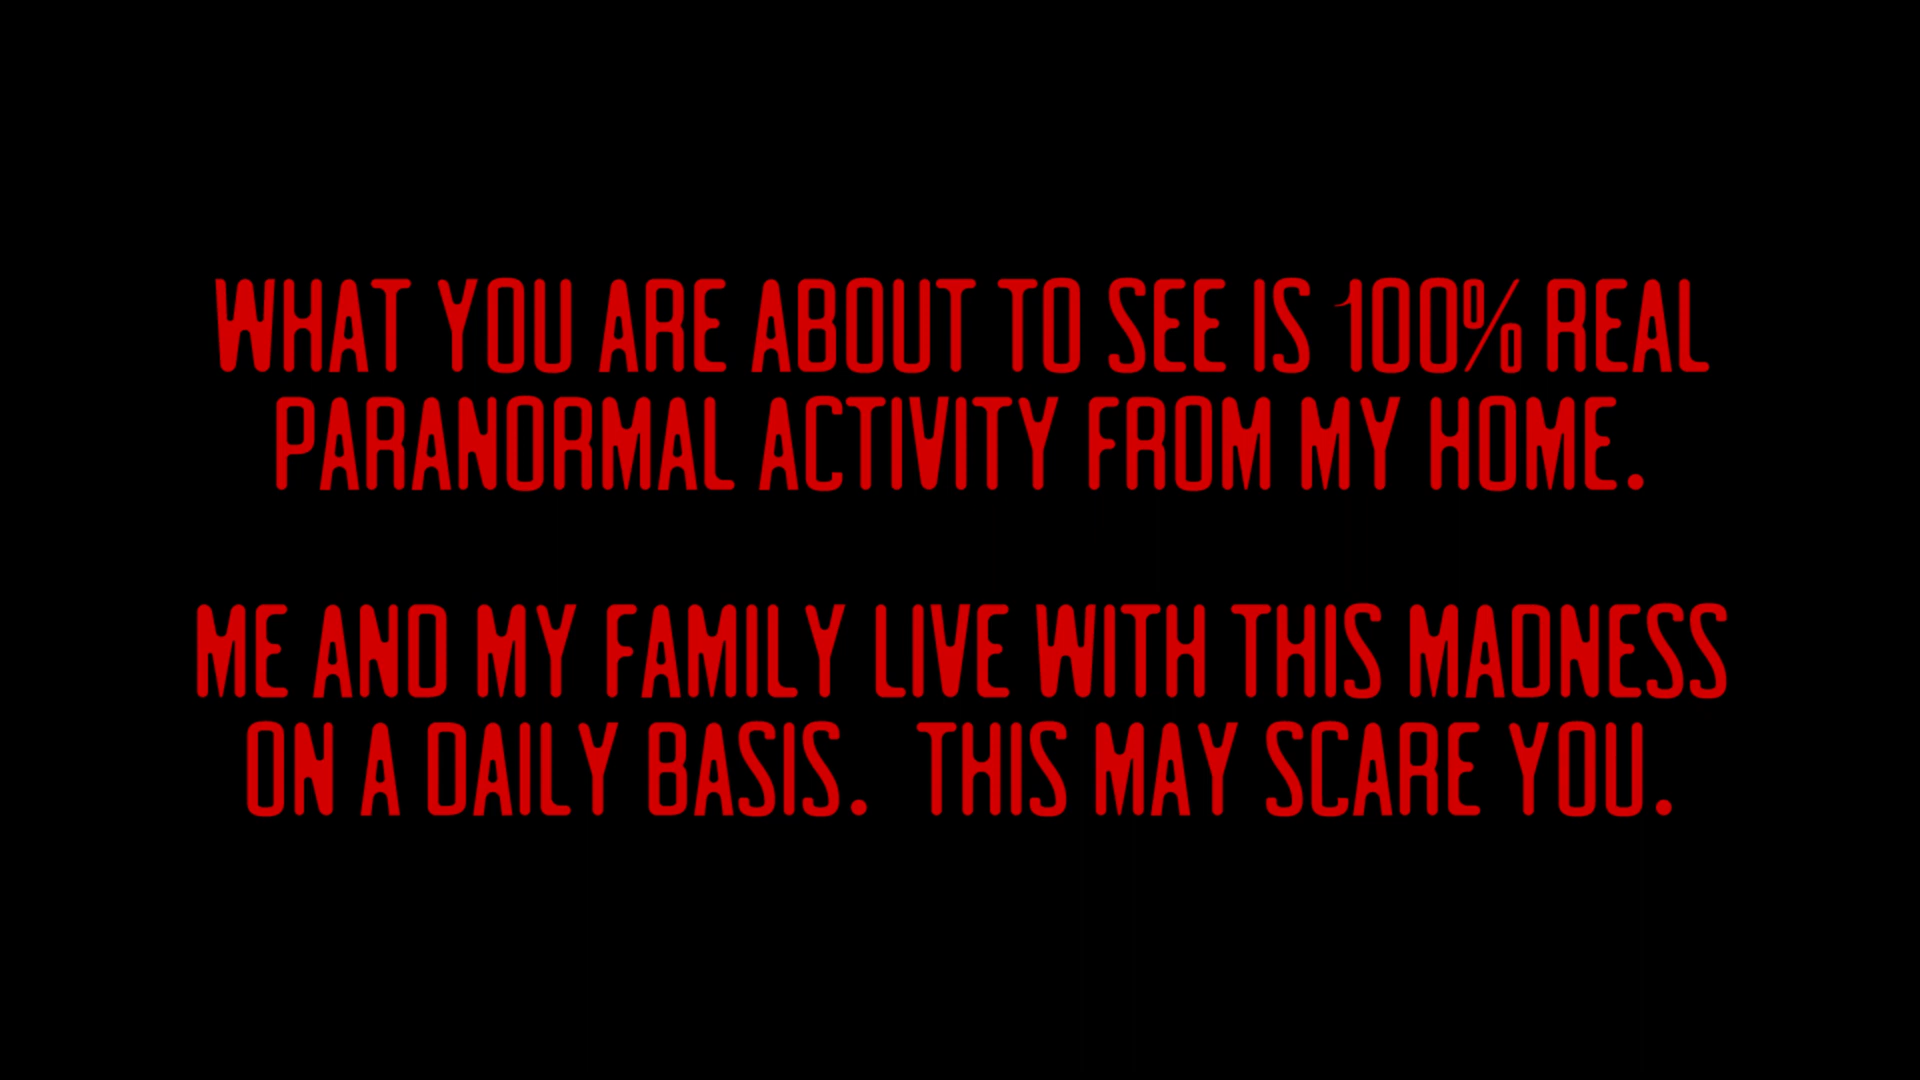 WHAT YOU ARE ABOUT TO SEE IS 100% REAL
PARANORMAL ACTIVITY FROM MY HOME.
ME AND MY FAMILY LIVE WITH THIS MADNESS
ON A DAILY BASIS.  THIS MAY SCARE YOU.